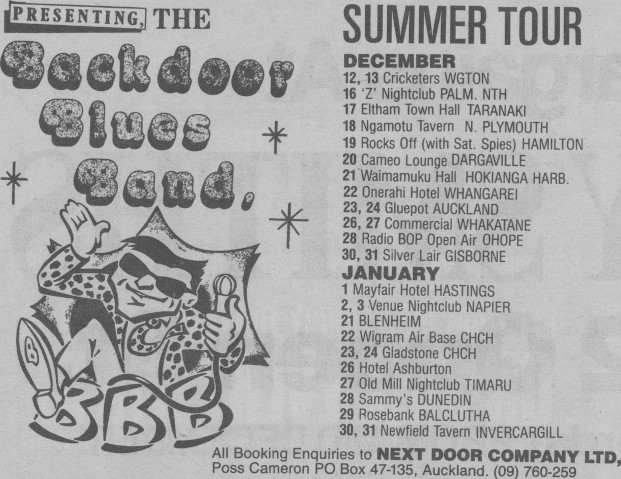 PRESENTING, THE
Backdoor
Blues
Band,
BBB
SUMMER TOUR
DECEMBER
12, 13 Cricketers WGTON
16 'Z' Nightclub PALM. NTH
17 Eltham Town Hall TARANAKI
18 Ngamotu Tavern N. PLYMOUTH
19 Rocks Off (with Sat. Spies) HAMILTON
20 Cameo Lounge DARGAVILLE
21 Waimamuku Hall HOKIANGA HARB.
22 Onerahi Hotel WHANGAREI
23, 24 Gluepot AUCKLAND
26, 27 Commercial WHAKATANE
28 Radio BOP Open Air OHOPE
30, 31 Silver Lair GISBORNE
JANUARY
1 Mayfair Hotel HASTINGS
2, 3 Venue Nightclub NAPIER
21 BLENHEIM
22 Wigram Air Base CHCH
23, 24 Gladstone CHCH
26 Hotel Ashburton
27 Old Mill Nightclub TIMARU
28 Sammy's DUNEDIN
29 Rosebank BALCLUTHA
30, 31 Newfield Tavern INVERCARGILL
All Booking Enquiries to NEXT DOOR COMPANY LTD,
Poss Cameron PO Box 47-135, Auckland. (09) 760-259